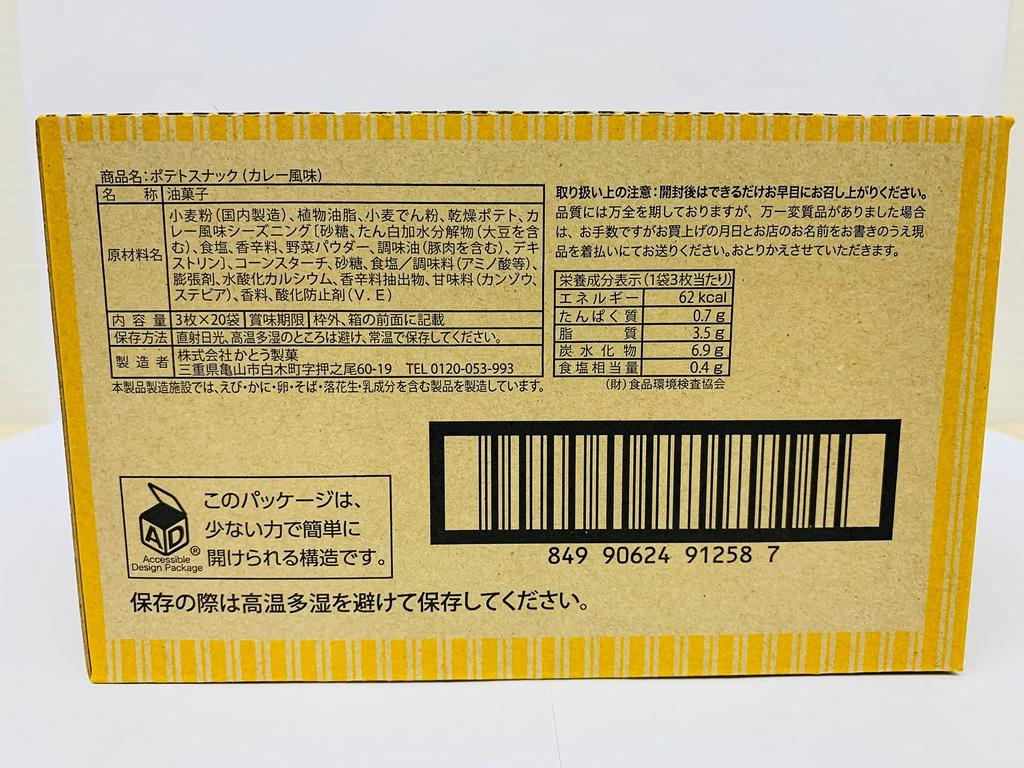 商品名:ポテトスナック(カレー風味)
名 称 油菓子
原材料名
小麦粉(国内製造)、植物油脂、小麦でん粉、乾燥ポテト、カ
レー風味シーズニング〔砂糖、たん白加水分解物(大豆を含
む)、食塩、香辛料、野菜パウダー、調味油(豚肉を含む)、デキ
ストリン〕、コーンスターチ、砂糖、食塩/調味料(アミノ酸等)、
膨張剤、水酸化カルシウム、香辛料抽出物、甘味料(カンゾウ、
ステビア)、香料、酸化防止剤(V.E)
内容量 3枚×20袋 賞味期限 枠外、箱の前面に記載
保存方法 直射日光、高温多湿のところは避け、常温で保存してください。
製造者 株式会社かとう製菓
三重県亀山市白木町字押之尾60-19 TEL 0120-053-993
本製品製造施設では、えび・かに・卵・そば・落花生・乳成分を含む製品を製造しています。
取り扱い上の注意:開封後はできるだけお早目にお召し上がりください。
品質には万全を期しておりますが、万一変質品がありました場合
は、お手数ですがお買上げの月日とお店のお名前をお書きのうえ現
品を着払いにてお送りください。おとりかえさせていただきます。
栄養成分表示(1袋3枚当たり)
エネルギー 62 kcal
たんぱく質 0.7 g
脂質 3.5 g
炭水化物 6.9 g
食塩相当量 0.4 g
(財)食品環境検査協会
AD
Accessible
Design Package
®
このパッケージは、
少ない力で簡単に
開けられる構造です。
849 90624 91258 7
保存の際は高温多湿を避けて保存してください。